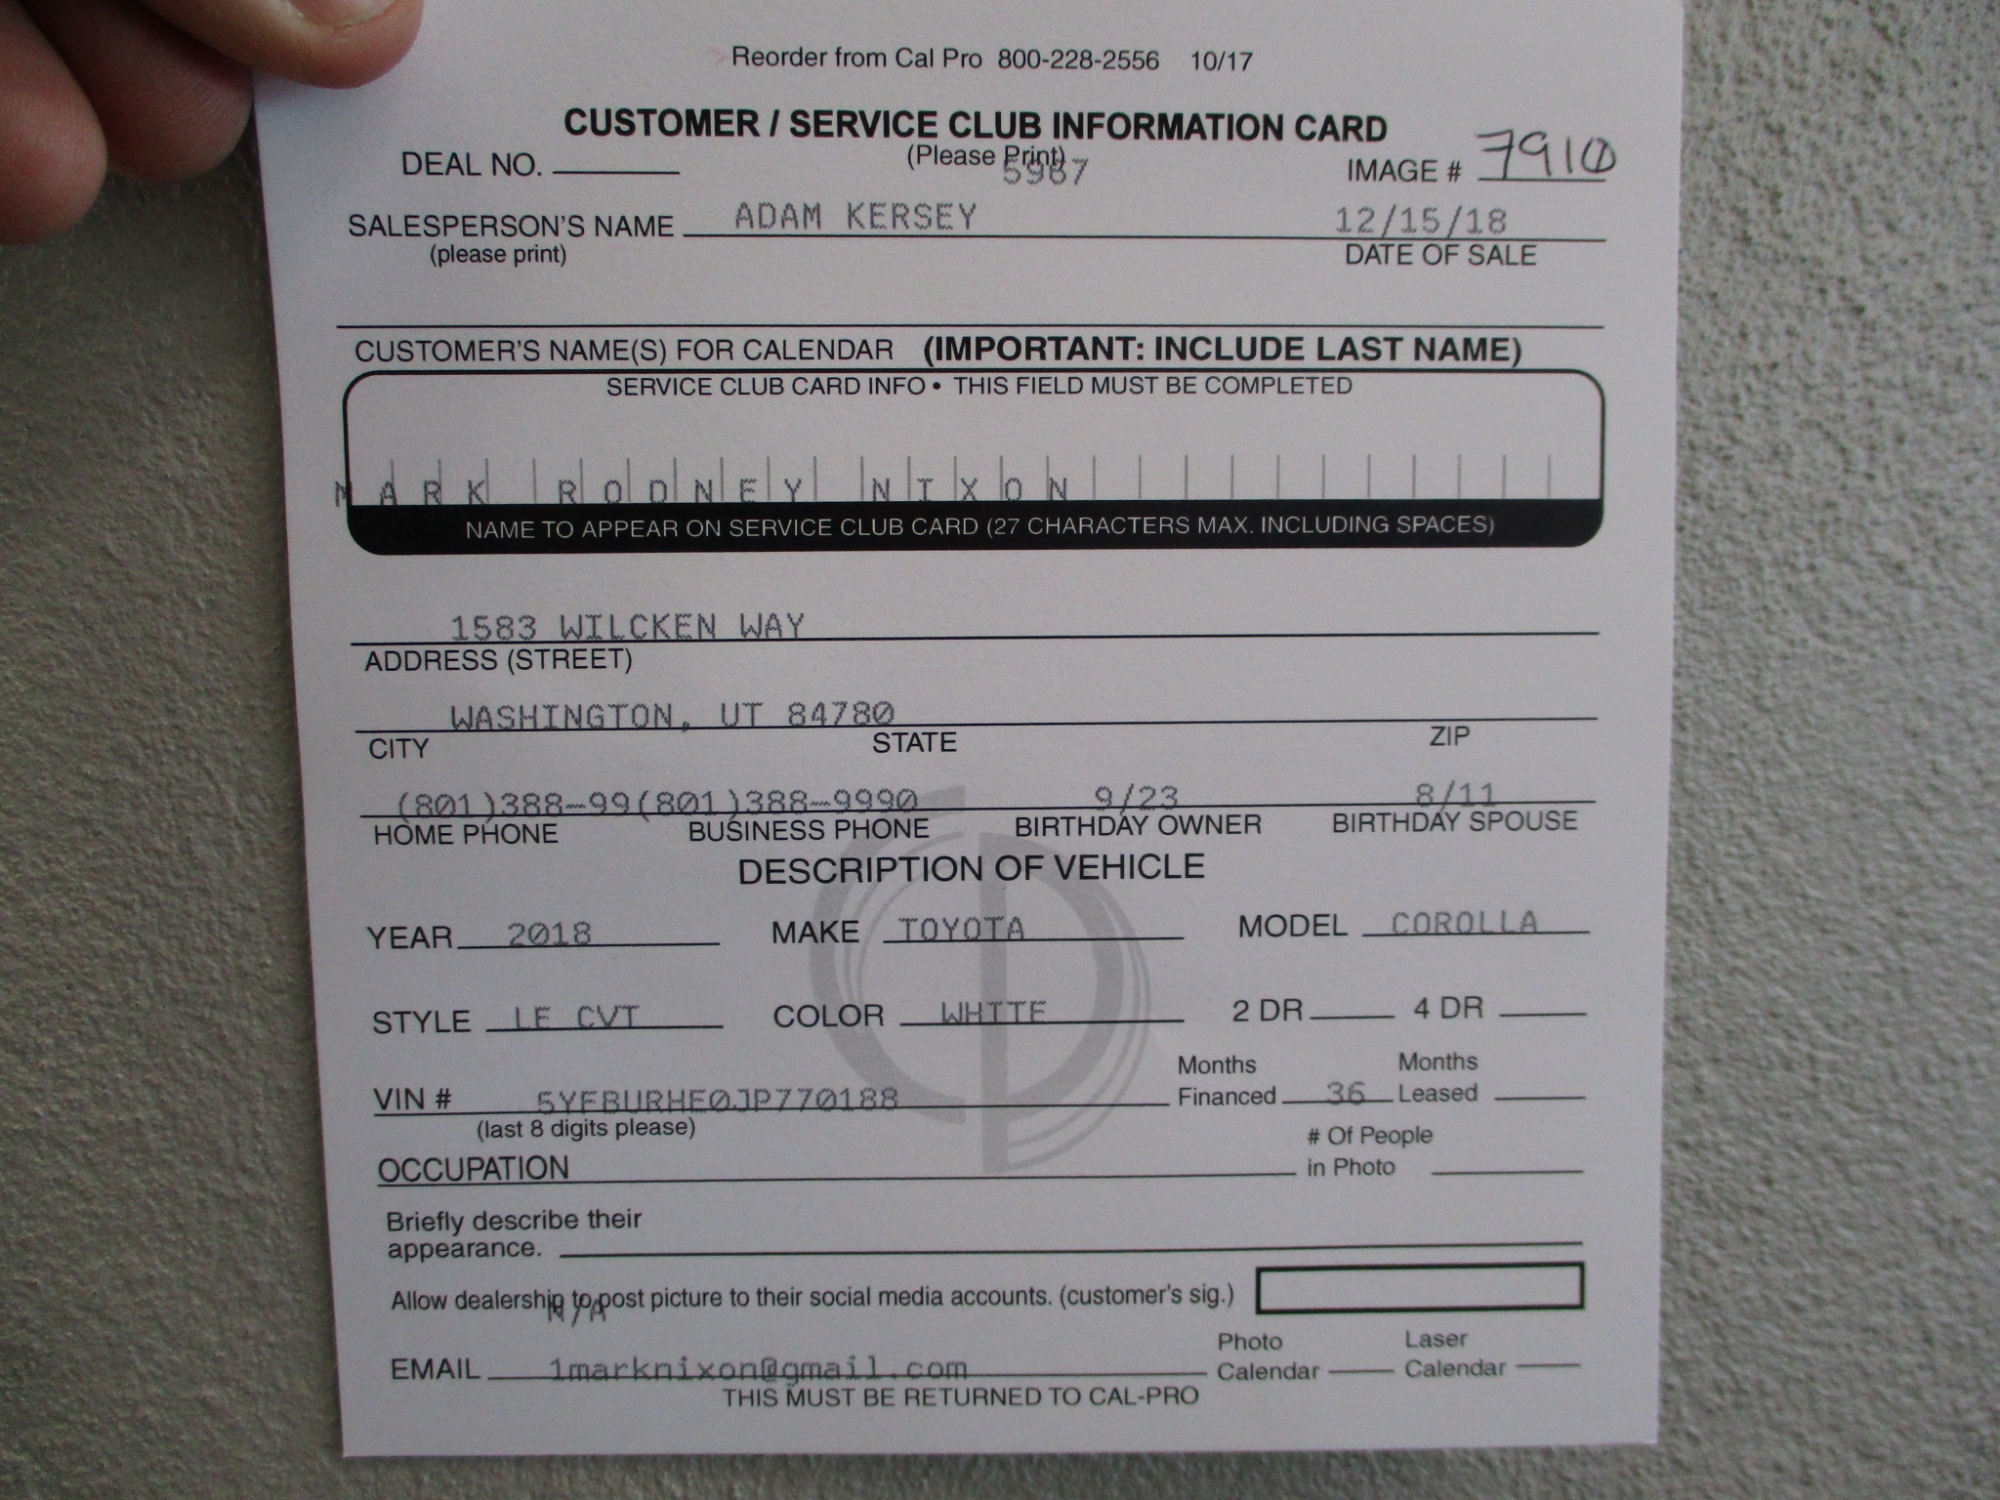 Reorder from Cal Pro 800-228-2556 10/17
CUSTOMER / SERVICE CLUB INFORMATION CARD
(Please Print)
DEAL NO. 5987 IMAGE # 7910
SALESPERSON'S NAME ADAM KERSEY 12/15/18
(please print) DATE OF SALE
CUSTOMER'S NAME(S) FOR CALENDAR (IMPORTANT: INCLUDE LAST NAME)
SERVICE CLUB CARD INFO • THIS FIELD MUST BE COMPLETED
MARK RODNEY NIXON
NAME TO APPEAR ON SERVICE CLUB CARD (27 CHARACTERS MAX. INCLUDING SPACES)
1583 WILCKEN WAY
ADDRESS (STREET)
WASHINGTON, UT 84780
CITY STATE ZIP
(801)388-99(801)388-9990 9/23 8/11
HOME PHONE BUSINESS PHONE BIRTHDAY OWNER BIRTHDAY SPOUSE
DESCRIPTION OF VEHICLE
YEAR 2018 MAKE TOYOTA MODEL COROLLA
STYLE LE CVT COLOR WHITE 2 DR 4 DR
Months Months
VIN # 5YFBURHE0JP770188 Financed 36 Leased
(last 8 digits please) # Of People
OCCUPATION in Photo
Briefly describe their
appearance.
Allow dealership to post picture to their social media accounts. (customer's sig.)
N/A
Photo Laser
EMAIL 1marknixon@gmail.com Calendar Calendar
THIS MUST BE RETURNED TO CAL-PRO